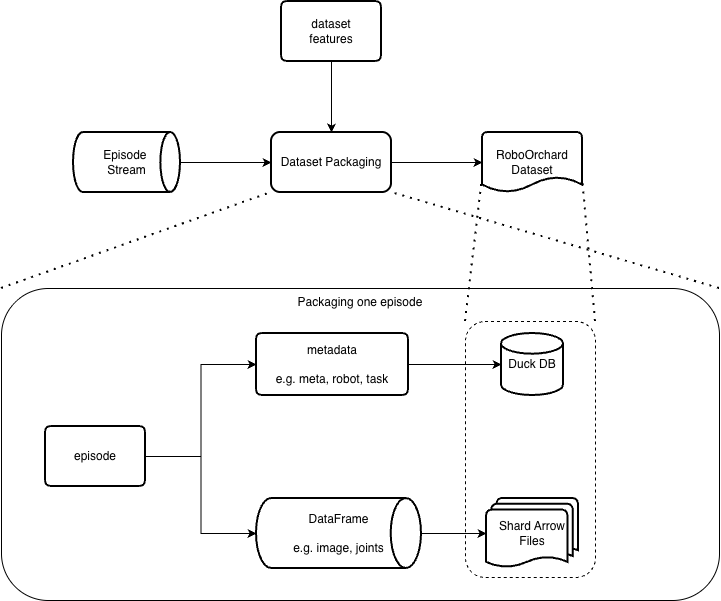 dataset
features
Episode
Stream
Dataset Packaging
RoboOrchard
Dataset
Packaging one episode
metadata
e.g. meta, robot, task
Duck DB
episode
DataFrame
e.g. image, joints
Shard Arrow
Files